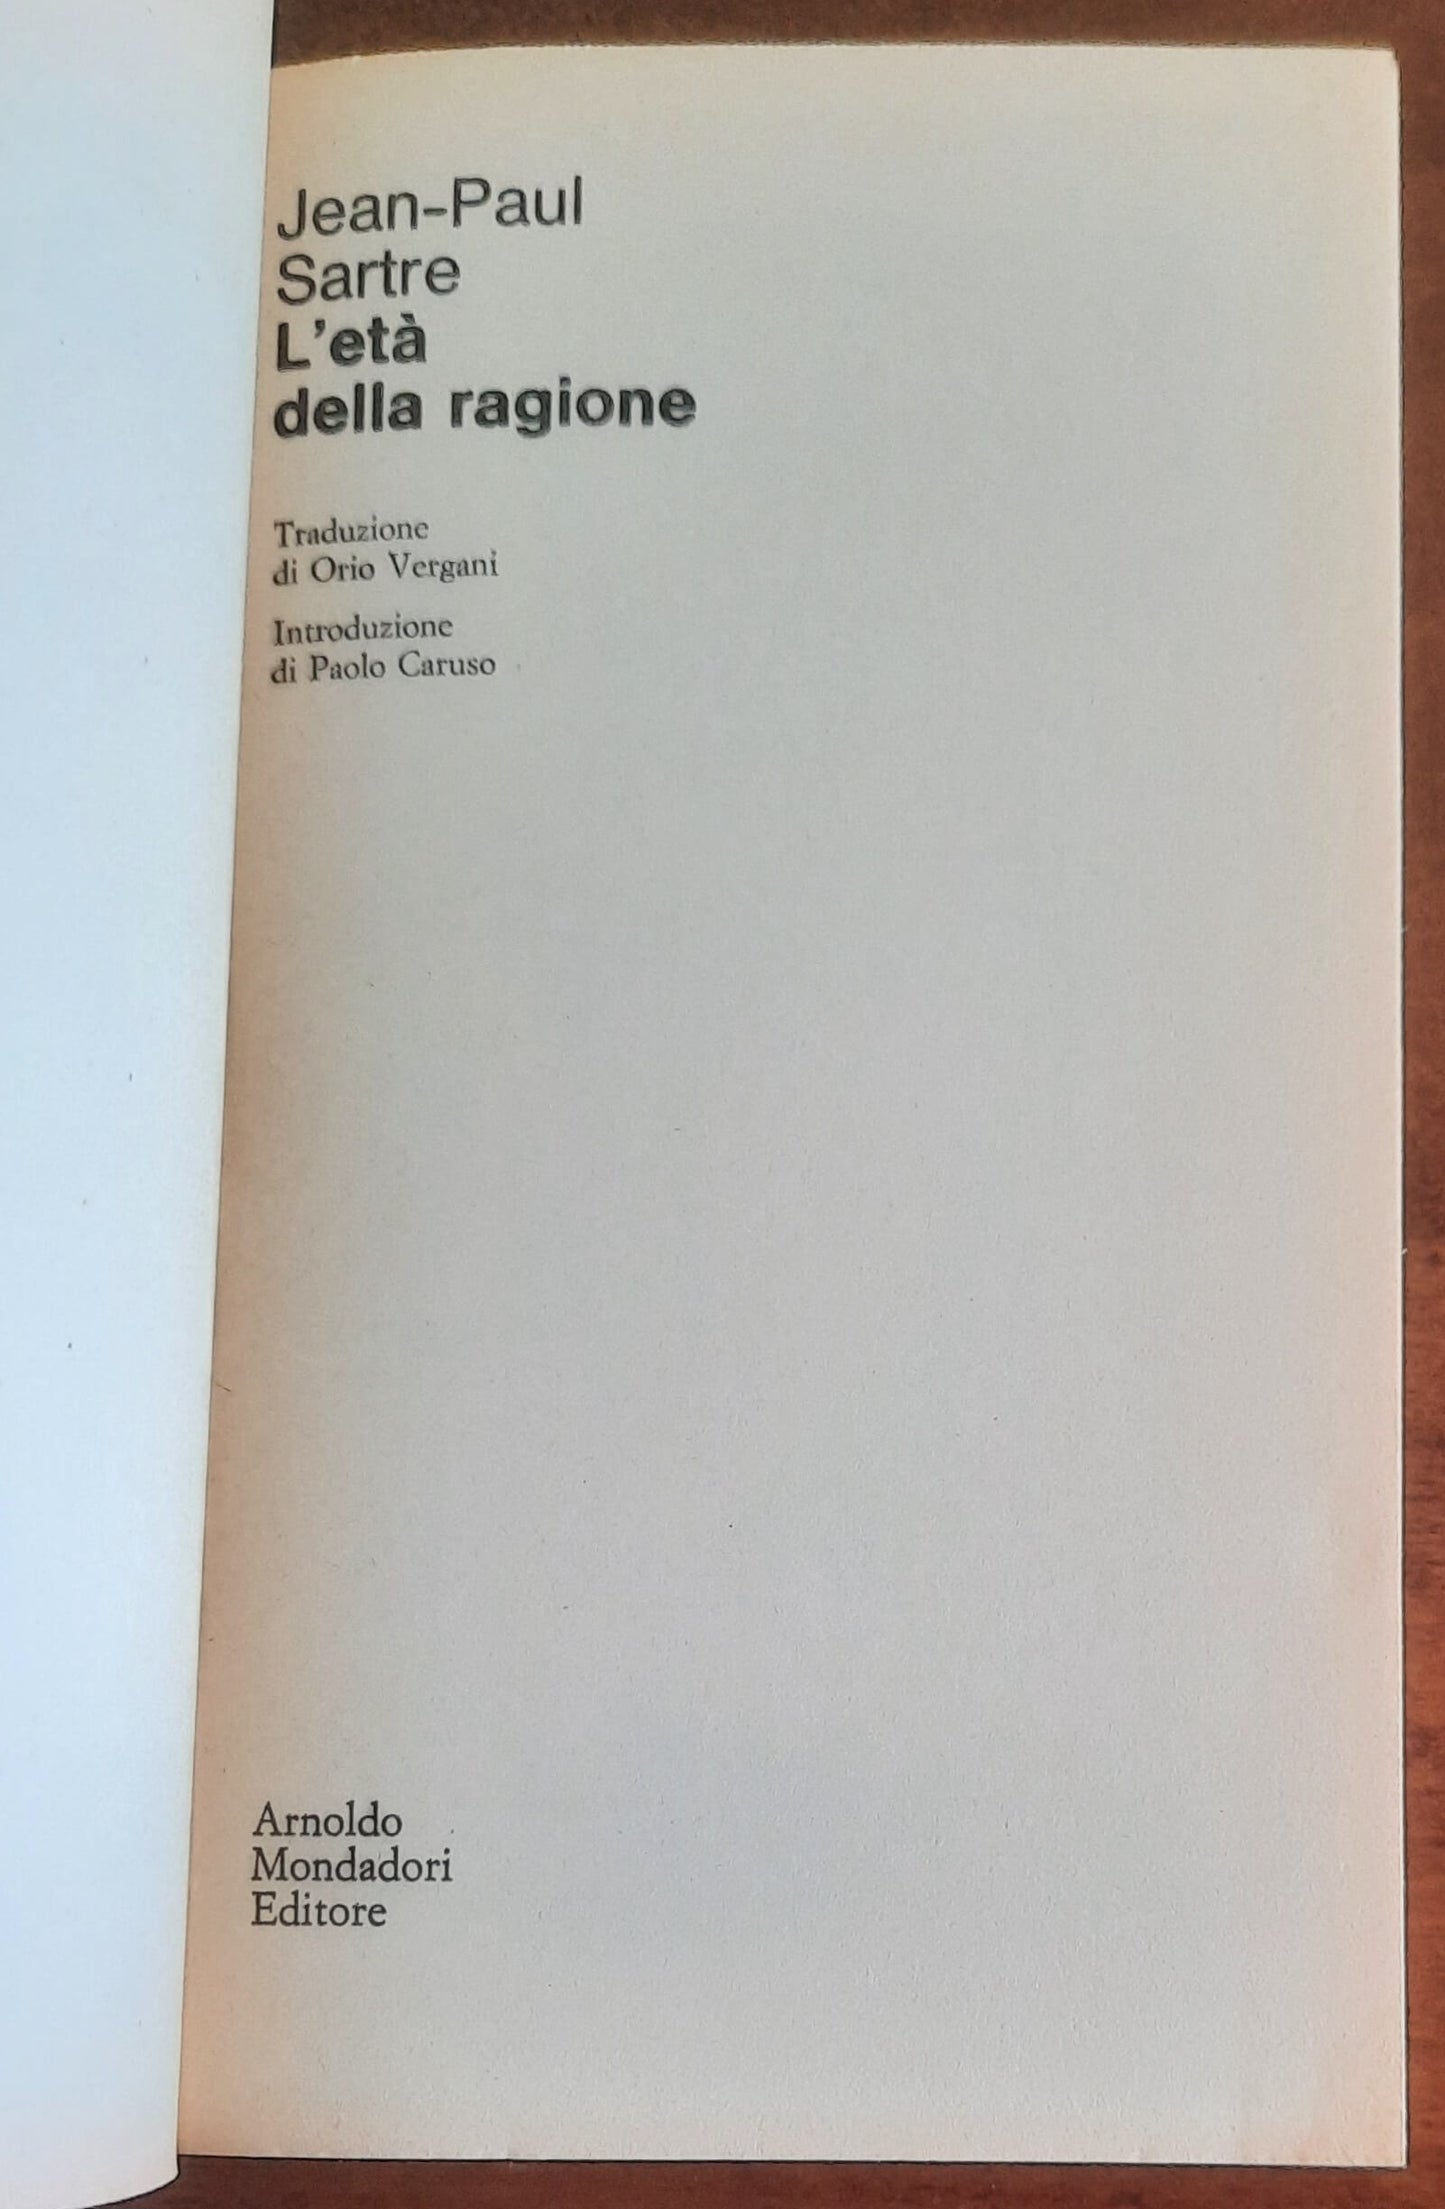 Jean-Paul
Sartre
L'età
della ragione
Traduzione
di Orio Vergani
Introduzione
di Paolo Caruso
Arnoldo
Mondadori
Editore